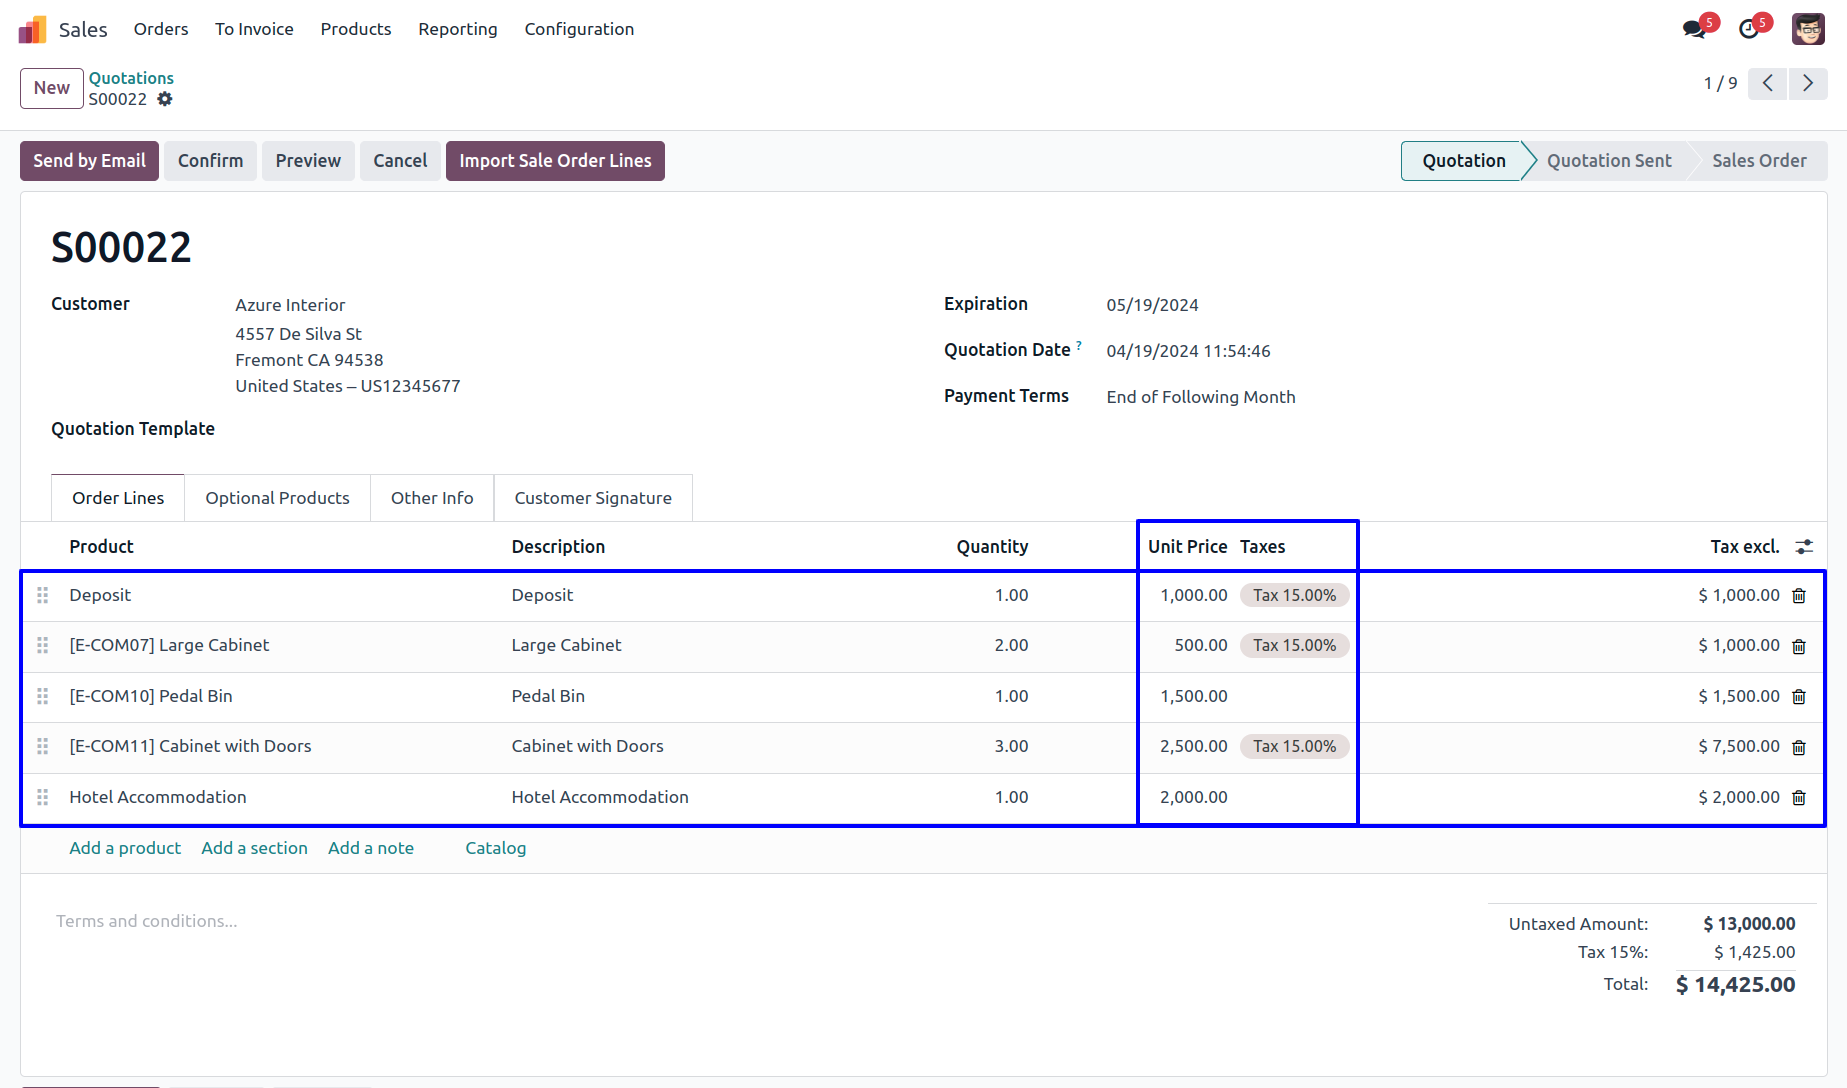 Sales Orders To Invoice Products Reporting Configuration 5 5
New Quotations
S00022 1 / 9
Send by Email Confirm Preview Cancel Import Sale Order Lines Quotation Quotation Sent Sales Order
S00022
Customer Azure Interior Expiration 05/19/2024
4557 De Silva St
Fremont CA 94538 Quotation Date ? 04/19/2024 11:54:46
United States – US12345677
Payment Terms End of Following Month
Quotation Template
Order Lines Optional Products Other Info Customer Signature
Product Description Quantity Unit Price Taxes Tax excl.
Deposit Deposit 1.00 1,000.00 Tax 15.00% $ 1,000.00
[E-COM07] Large Cabinet Large Cabinet 2.00 500.00 Tax 15.00% $ 1,000.00
[E-COM10] Pedal Bin Pedal Bin 1.00 1,500.00 $ 1,500.00
[E-COM11] Cabinet with Doors Cabinet with Doors 3.00 2,500.00 Tax 15.00% $ 7,500.00
Hotel Accommodation Hotel Accommodation 1.00 2,000.00 $ 2,000.00
Add a product Add a section Add a note Catalog
Terms and conditions...
Untaxed Amount: $ 13,000.00
Tax 15%: $ 1,425.00
Total: $ 14,425.00